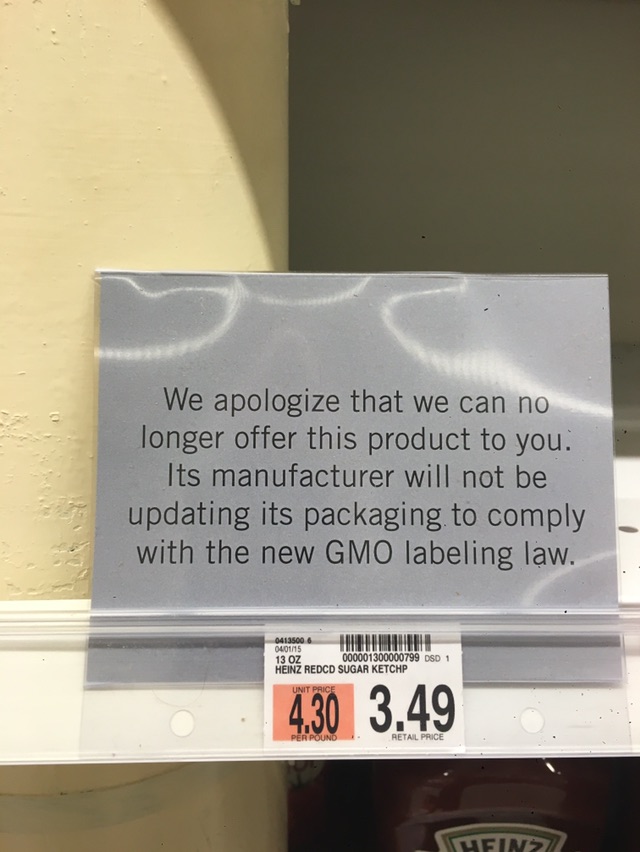 We apologize that we can no
longer offer this product to you.
Its manufacturer will not be
updating its packaging to comply
with the new GMO labeling law.
0413500 6
04/01/15
13 OZ 000001300000799 DSD 1
HEINZ REDCD SUGAR KETCHP
UNIT PRICE
4.30 3.49
PER POUND RETAIL PRICE
HEINZ